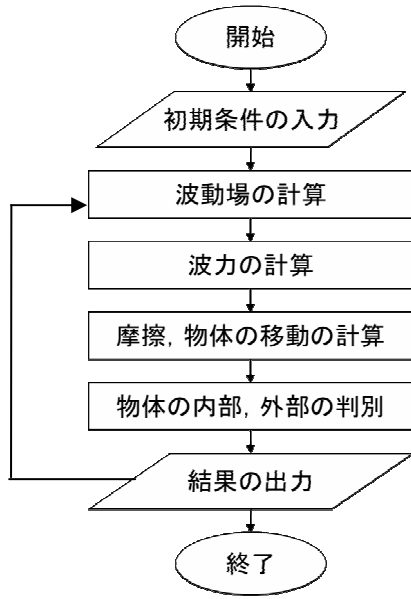 開始
初期条件の入力
波動場の計算
波力の計算
摩擦, 物体の移動の計算
物体の内部, 外部の判別
結果の出力
終了